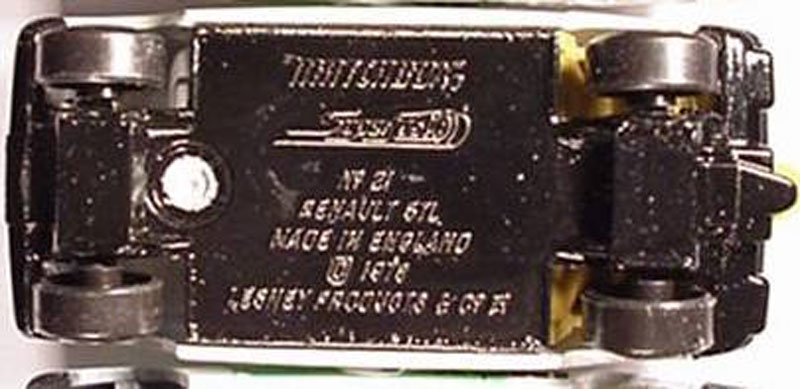 MATCHBOX
Superfast
Nº 21
RENAULT 5TL
MADE IN ENGLAND
© 1978
LESNEY PRODUCTS & Cº Lᵀᴰ